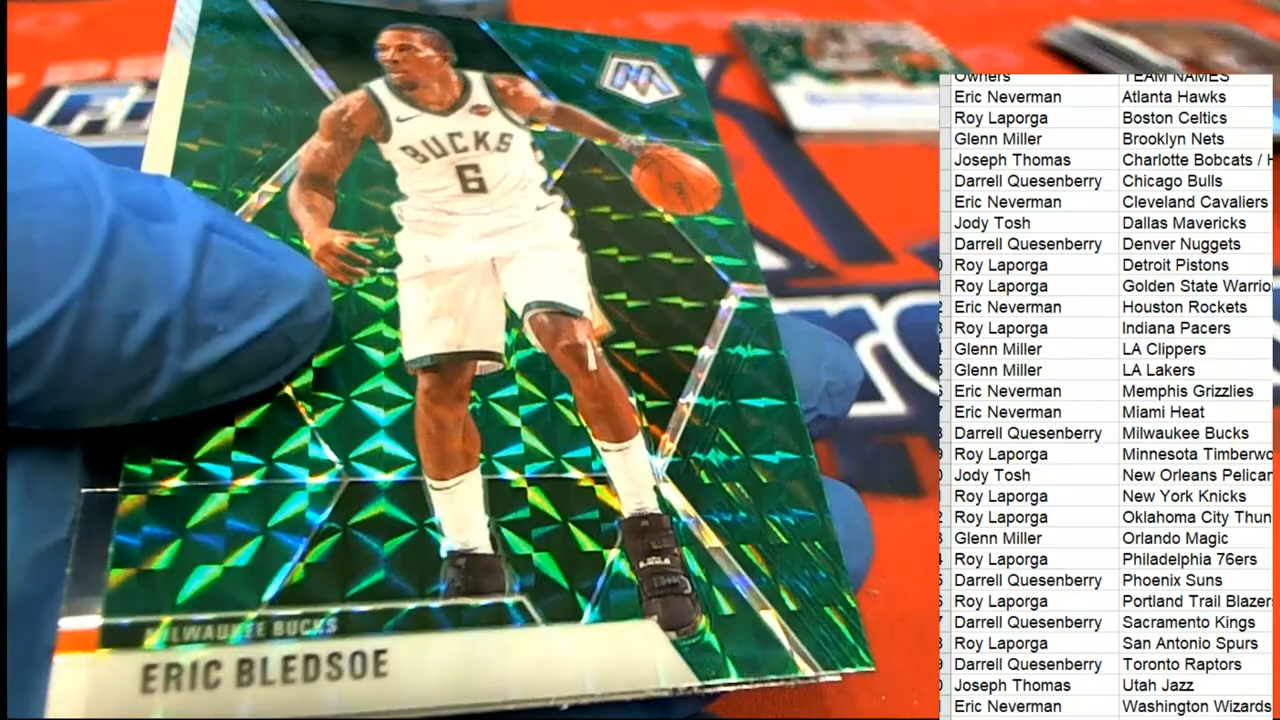 BUCKS
6
MILWAUKEE BUCKS
ERIC BLEDSOE
Owners TEAM NAMES
Eric Neverman Atlanta Hawks
Roy Laporga Boston Celtics
Glenn Miller Brooklyn Nets
Joseph Thomas Charlotte Bobcats / H
Darrell Quesenberry Chicago Bulls
Eric Neverman Cleveland Cavaliers
Jody Tosh Dallas Mavericks
Darrell Quesenberry Denver Nuggets
Roy Laporga Detroit Pistons
Roy Laporga Golden State Warrio
Eric Neverman Houston Rockets
Roy Laporga Indiana Pacers
Glenn Miller LA Clippers
Glenn Miller LA Lakers
Eric Neverman Memphis Grizzlies
Eric Neverman Miami Heat
Darrell Quesenberry Milwaukee Bucks
Roy Laporga Minnesota Timberwo
Jody Tosh New Orleans Pelican
Roy Laporga New York Knicks
Roy Laporga Oklahoma City Thun
Glenn Miller Orlando Magic
Roy Laporga Philadelphia 76ers
Darrell Quesenberry Phoenix Suns
Roy Laporga Portland Trail Blazers
Darrell Quesenberry Sacramento Kings
Roy Laporga San Antonio Spurs
Darrell Quesenberry Toronto Raptors
Joseph Thomas Utah Jazz
Eric Neverman Washington Wizards